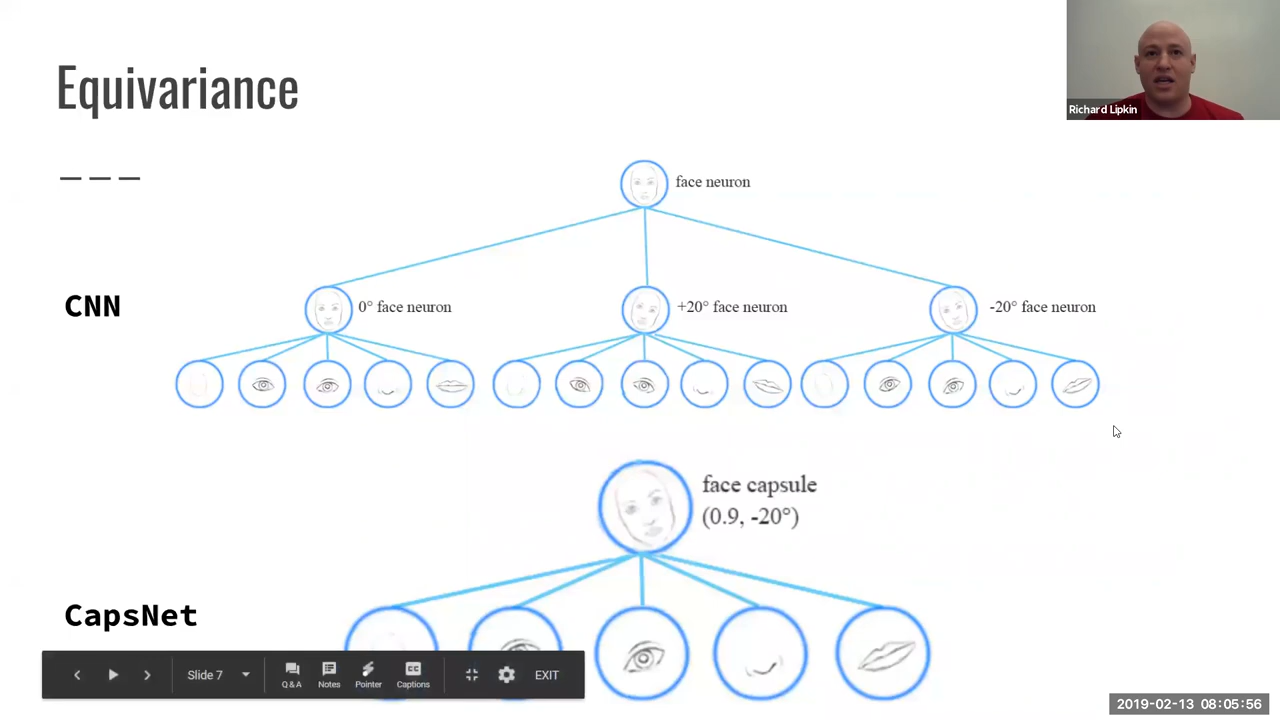 Equivariance
Richard Lipkin
face neuron
CNN
0° face neuron
+20° face neuron
-20° face neuron
face capsule
(0.9, -20°)
CapsNet
Slide 7
Q & A
Notes
Pointer
CC
Captions
EXIT
2019-02-13 08:05:56